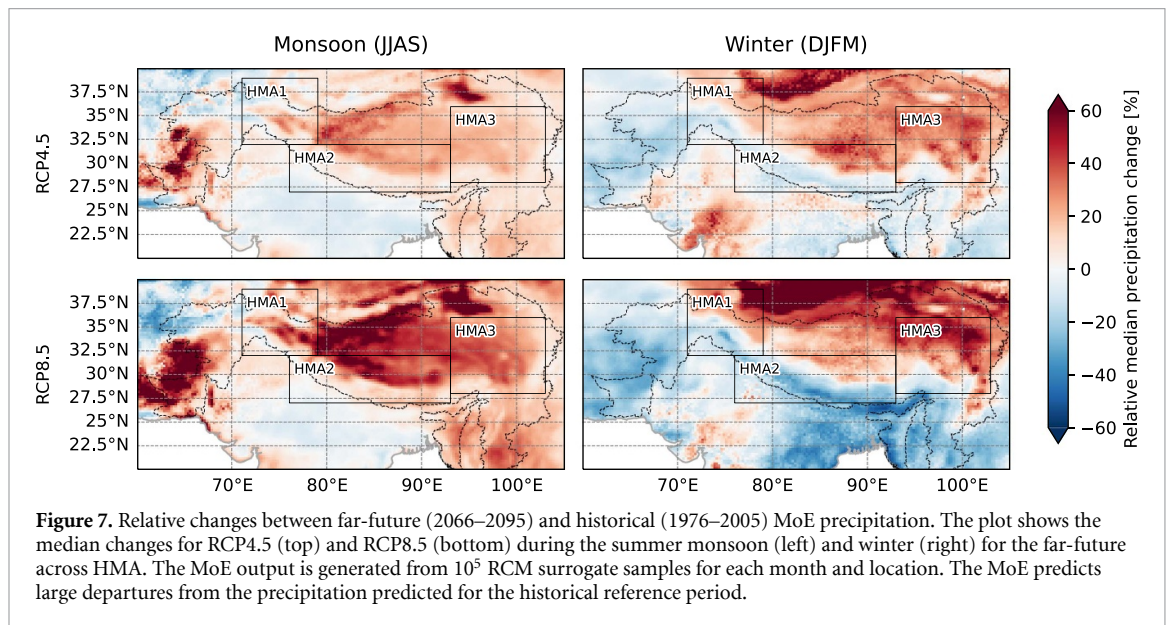 Monsoon (JJAS)
Winter (DJFM)
RCP4.5
37.5°N
35°N
32.5°N
30°N
27.5°N
25°N
22.5°N
HMA1
HMA2
HMA3
HMA1
HMA2
HMA3
RCP8.5
37.5°N
35°N
32.5°N
30°N
27.5°N
25°N
22.5°N
HMA1
HMA2
HMA3
HMA1
HMA2
HMA3
70°E 80°E 90°E 100°E
70°E 80°E 90°E 100°E
60
40
20
0
−20
−40
−60
Relative median precipitation change [%]
Figure 7. Relative changes between far-future (2066–2095) and historical (1976–2005) MoE precipitation. The plot shows the
median changes for RCP4.5 (top) and RCP8.5 (bottom) during the summer monsoon (left) and winter (right) for the far-future
across HMA. The MoE output is generated from 10⁵ RCM surrogate samples for each month and location. The MoE predicts
large departures from the precipitation predicted for the historical reference period.